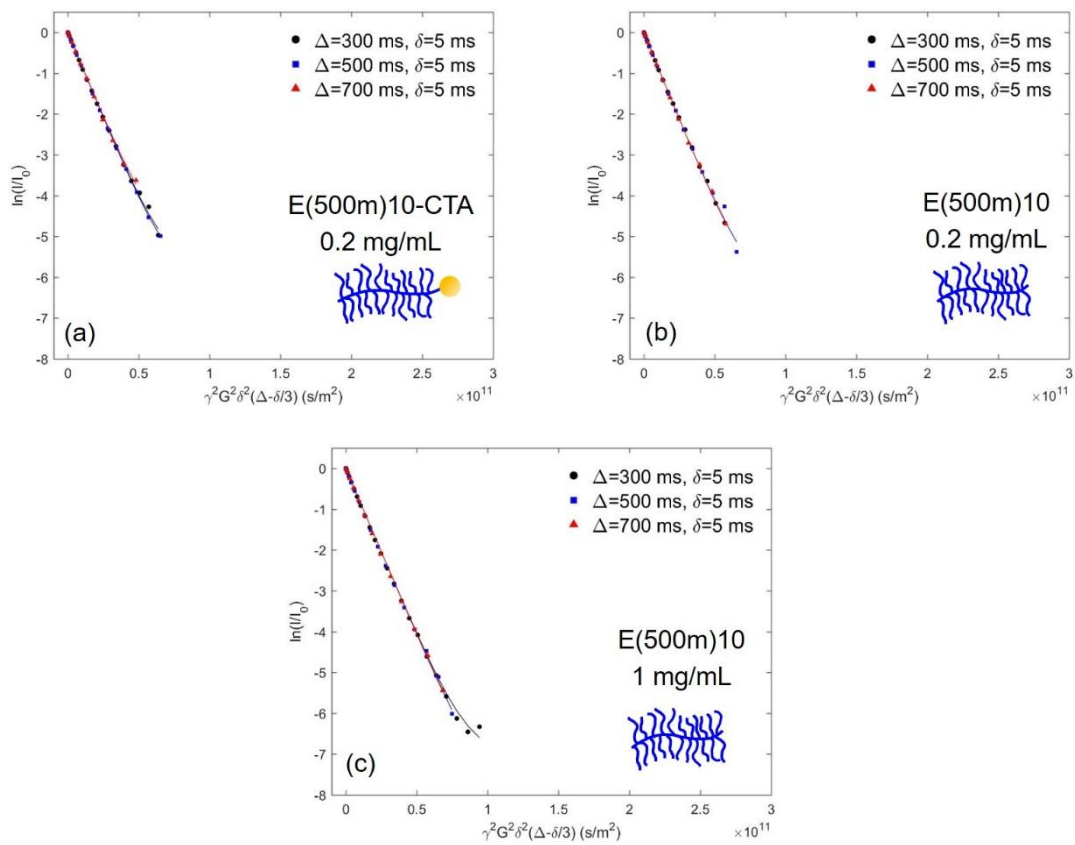 0
-1
-2
-3
-4
-5
-6
-7
-8
ln(I/I₀)
Δ=300 ms, δ=5 ms
Δ=500 ms, δ=5 ms
Δ=700 ms, δ=5 ms
E(500m)10-CTA
0.2 mg/mL
(a)
0 0.5 1 1.5 2 2.5 3
γ²G²δ²(Δ-δ/3) (s/m²)
×10¹¹
0
-1
-2
-3
-4
-5
-6
-7
-8
ln(I/I₀)
Δ=300 ms, δ=5 ms
Δ=500 ms, δ=5 ms
Δ=700 ms, δ=5 ms
E(500m)10
0.2 mg/mL
(b)
0 0.5 1 1.5 2 2.5 3
γ²G²δ²(Δ-δ/3) (s/m²)
×10¹¹
0
-1
-2
-3
-4
-5
-6
-7
-8
ln(I/I₀)
Δ=300 ms, δ=5 ms
Δ=500 ms, δ=5 ms
Δ=700 ms, δ=5 ms
E(500m)10
1 mg/mL
(c)
0 0.5 1 1.5 2 2.5 3
γ²G²δ²(Δ-δ/3) (s/m²)
×10¹¹